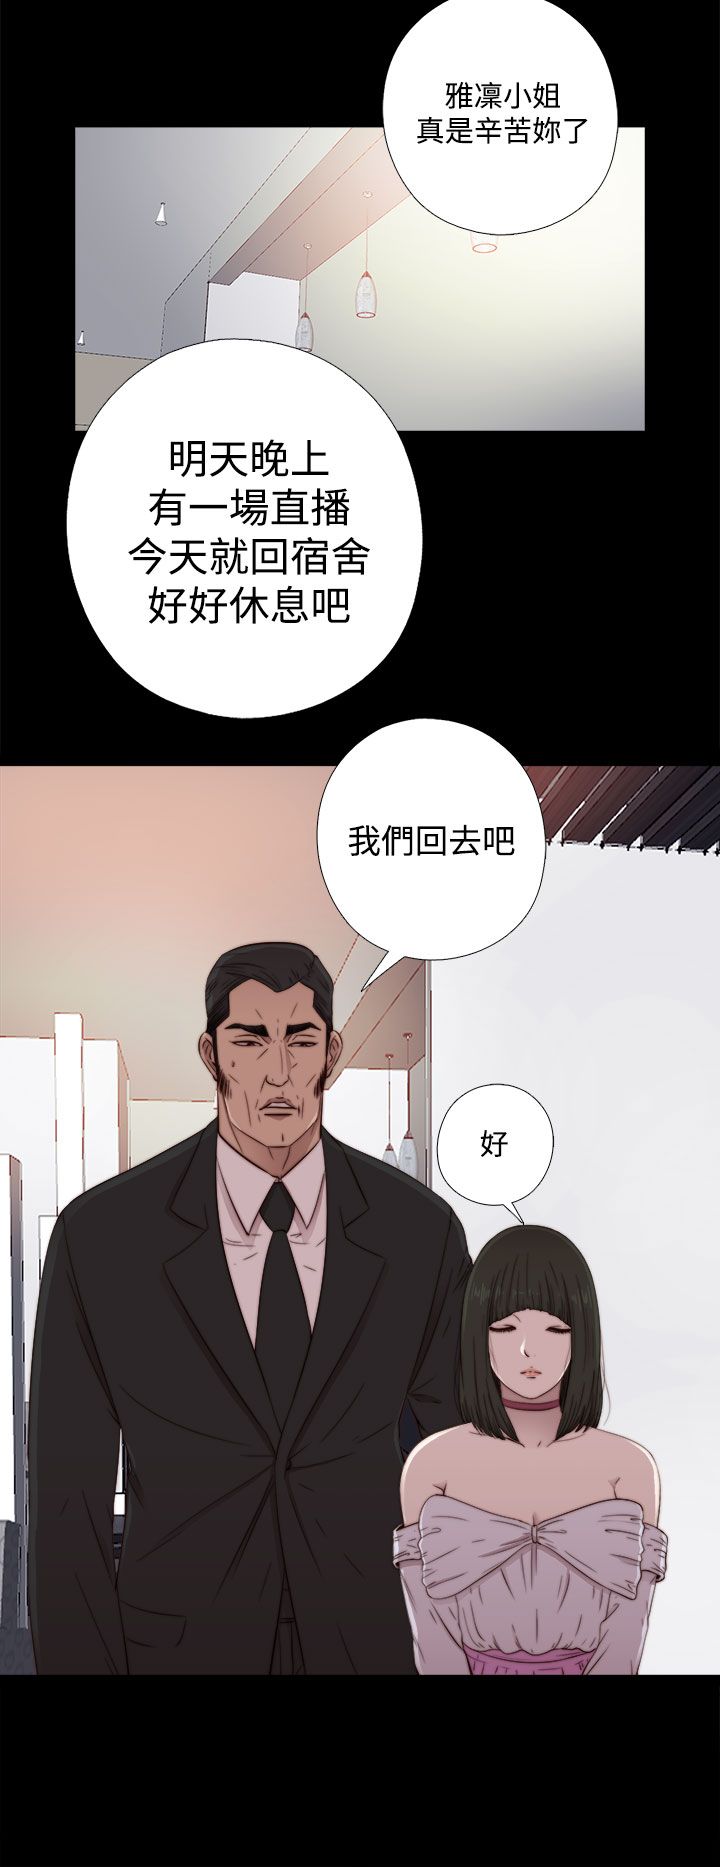 雅凜小姐
真是辛苦妳了
明天晚上
有一場直播
今天就回宿舍
好好休息吧
我們回去吧
好